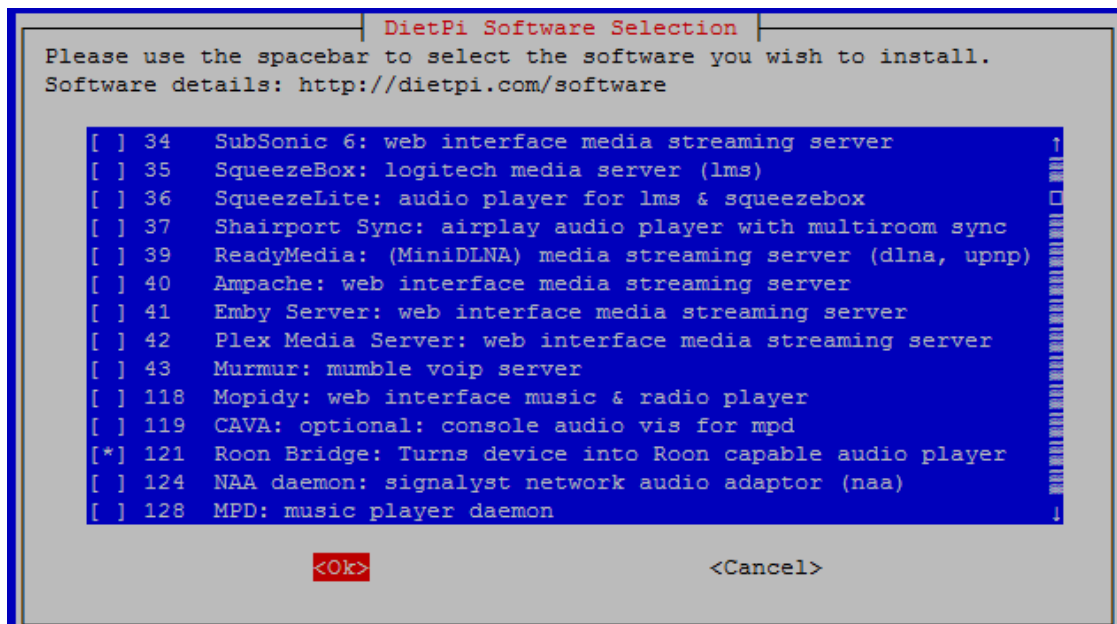 DietPi Software Selection
Please use the spacebar to select the software you wish to install.
Software details: http://dietpi.com/software
[ ] 34 SubSonic 6: web interface media streaming server
[ ] 35 SqueezeBox: logitech media server (lms)
[ ] 36 SqueezeLite: audio player for lms & squeezebox
[ ] 37 Shairport Sync: airplay audio player with multiroom sync
[ ] 39 ReadyMedia: (MiniDLNA) media streaming server (dlna, upnp)
[ ] 40 Ampache: web interface media streaming server
[ ] 41 Emby Server: web interface media streaming server
[ ] 42 Plex Media Server: web interface media streaming server
[ ] 43 Murmur: mumble voip server
[ ] 118 Mopidy: web interface music & radio player
[ ] 119 CAVA: optional: console audio vis for mpd
[*] 121 Roon Bridge: Turns device into Roon capable audio player
[ ] 124 NAA daemon: signalyst network audio adaptor (naa)
[ ] 128 MPD: music player daemon
<Ok> <Cancel>